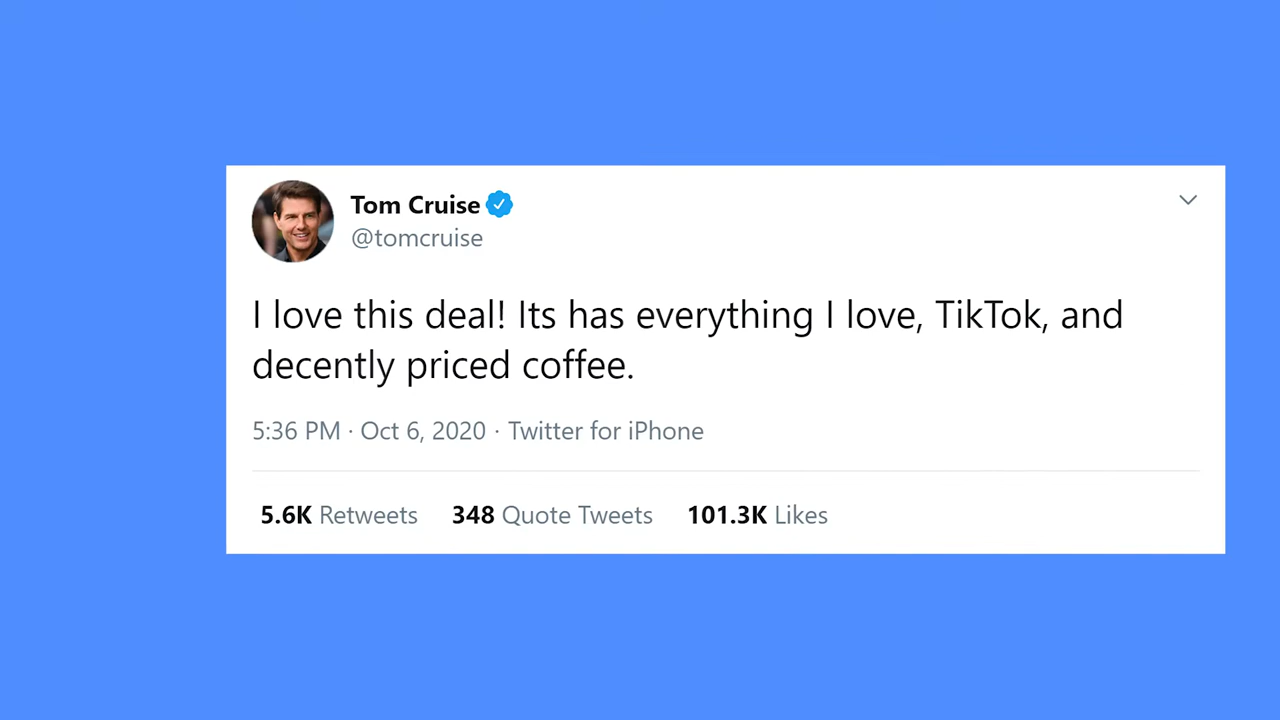 Tom Cruise
@tomcruise
I love this deal! Its has everything I love, TikTok, and
decently priced coffee.
5:36 PM · Oct 6, 2020 · Twitter for iPhone
5.6K Retweets 348 Quote Tweets 101.3K Likes